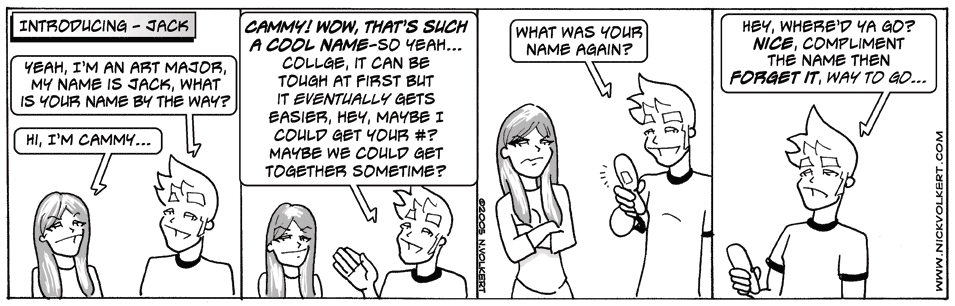 INTRODUCING - JACK
YEAH, I'M AN ART MAJOR,
MY NAME IS JACK, WHAT
IS YOUR NAME BY THE WAY?
HI, I'M CAMMY...
CAMMY! WOW, THAT'S SUCH
A COOL NAME-SO YEAH...
COLLGE, IT CAN BE
TOUGH AT FIRST BUT
IT EVENTUALLY GETS
EASIER, HEY, MAYBE I
COULD GET YOUR #?
MAYBE WE COULD GET
TOGETHER SOMETIME?
©2005 N.VOLKERT
WHAT WAS YOUR
NAME AGAIN?
HEY, WHERE'D YA GO?
NICE, COMPLIMENT
THE NAME THEN
FORGET IT, WAY TO GO...
WWW.NICKVOLKERT.COM